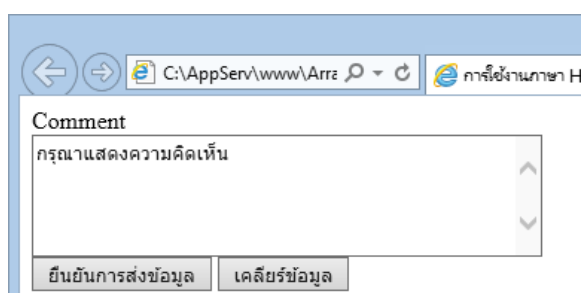 C:\AppServ\www\Arra
การใช้งานภาษา H
Comment
กรุณาแสดงความคิดเห็น
ยืนยันการส่งข้อมูล เคลียร์ข้อมูล